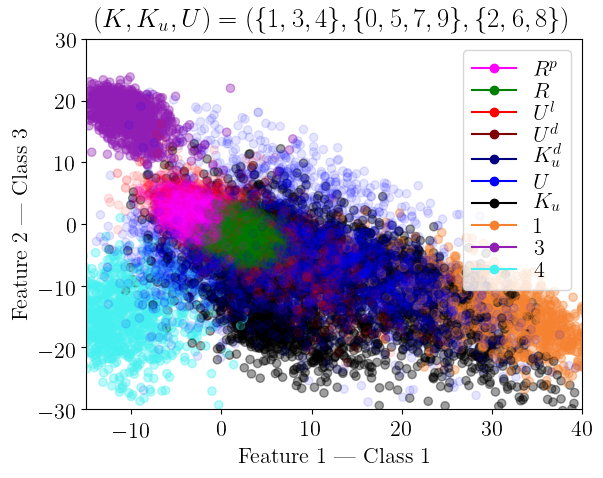 (K, K_u, U) = ({1, 3, 4}, {0, 5, 7, 9}, {2, 6, 8})
30
20
10
0
−10
−20
−30
Feature 2 — Class 3
R^p
R
U^l
U^d
K_u^d
U
K_u
1
3
4
−10
0
10
20
30
40
Feature 1 — Class 1